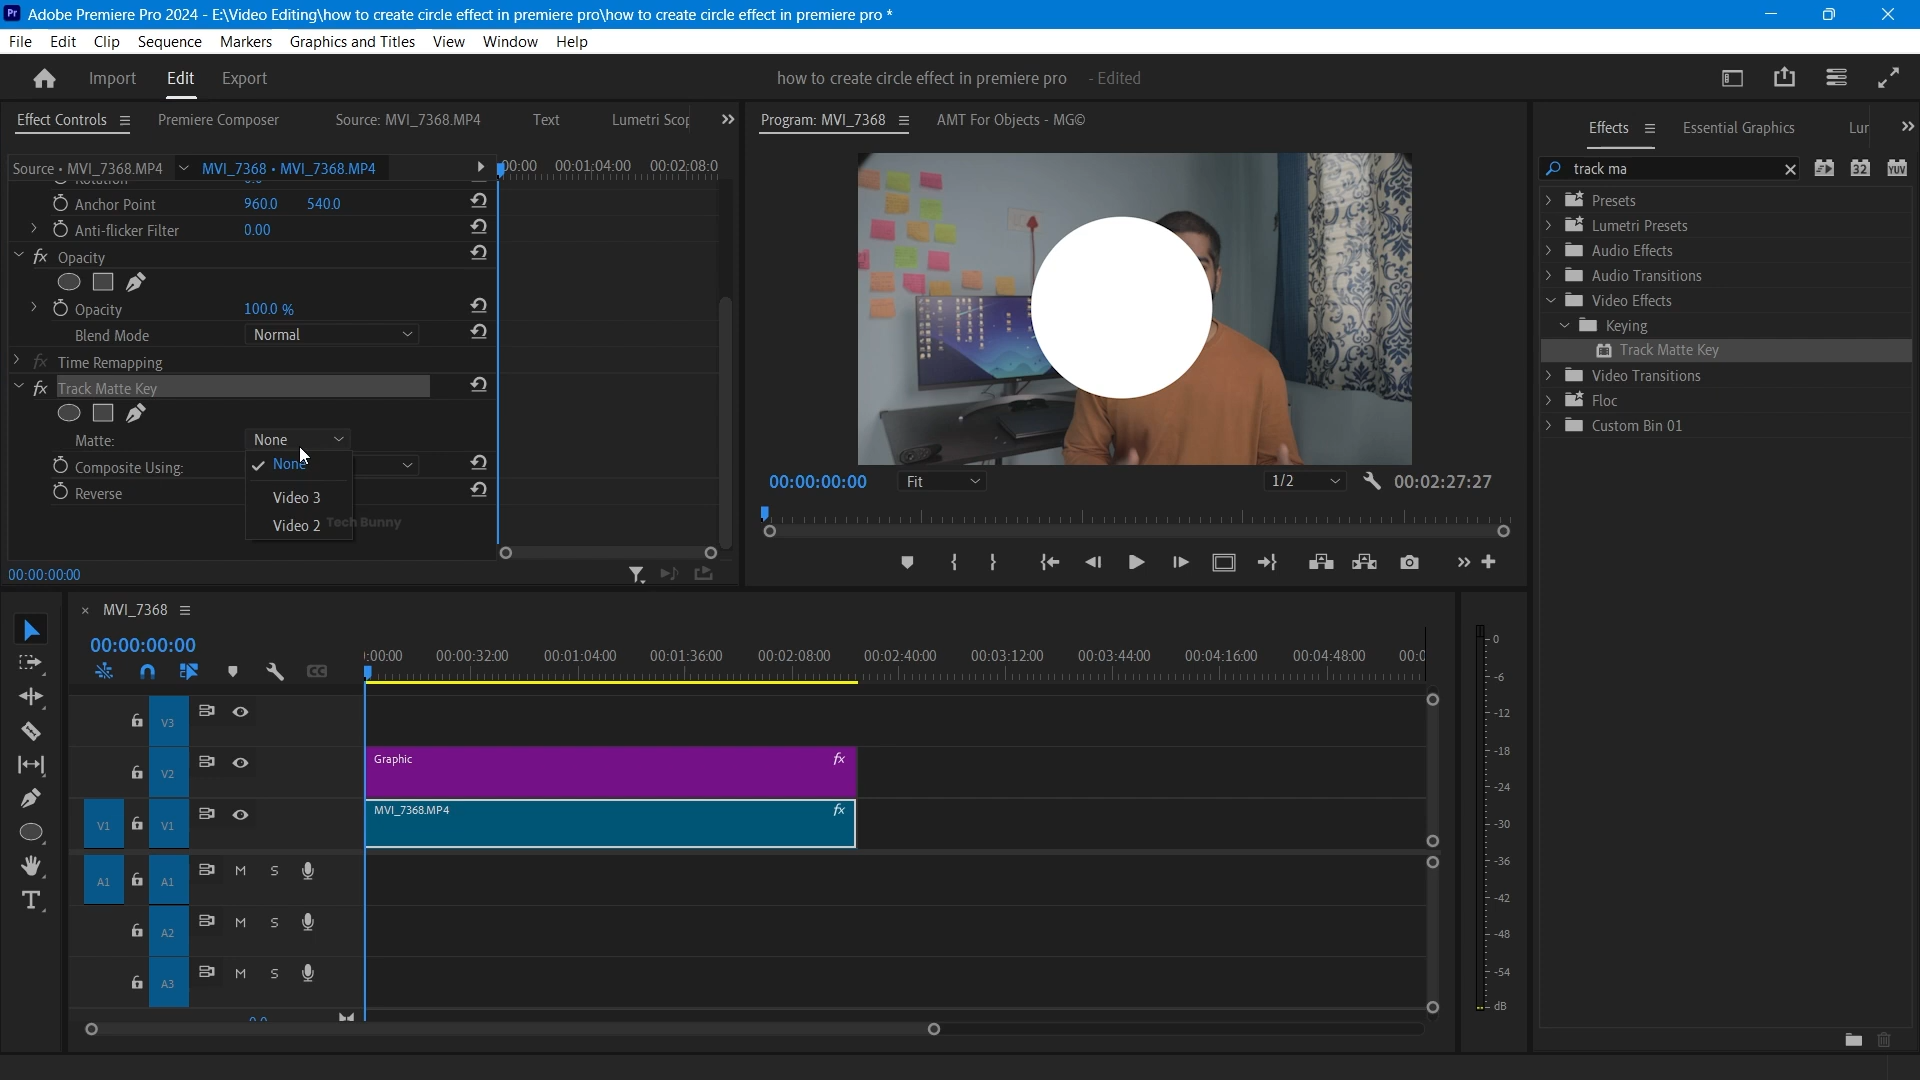 Adobe Premiere Pro 2024 - E:\Video Editing\how to create circle effect in premiere pro\how to create circle effect in premiere pro *
File Edit Clip Sequence Markers Graphics and Titles View Window Help
Import Edit Export
how to create circle effect in premiere pro - Edited
Effect Controls Premiere Composer Source: MVI_7368.MP4 Text Lumetri Scop
Source • MVI_7368.MP4 MVI_7368 • MVI_7368.MP4
:00:00 00:01:04:00 00:02:08:0
Anchor Point 960.0 540.0
Anti-flicker Filter 0.00
fx Opacity
Opacity 100.0 %
Blend Mode Normal
fx Time Remapping
fx Track Matte Key
Matte: None
Composite Using:
None
Reverse
Video 3
Video 2
Tech Bunny
00:00:00:00
Program: MVI_7368 AMT For Objects - MG©
00:00:00:00 Fit 1/2 00:02:27:27
Effects Essential Graphics Lur
track ma
32 YUV
Presets
Lumetri Presets
Audio Effects
Audio Transitions
Video Effects
Keying
Track Matte Key
Video Transitions
Floc
Custom Bin 01
× MVI_7368
00:00:00:00
CC
:00:00 00:00:32:00 00:01:04:00 00:01:36:00 00:02:08:00 00:02:40:00 00:03:12:00 00:03:44:00 00:04:16:00 00:04:48:00 00:0
V3
V2 Graphic fx
V1 V1 MVI_7368.MP4 fx
A1 A1 M S
A2 M S
A3 M S
0
-6
-12
-18
-24
-30
-36
-42
-48
-54
dB